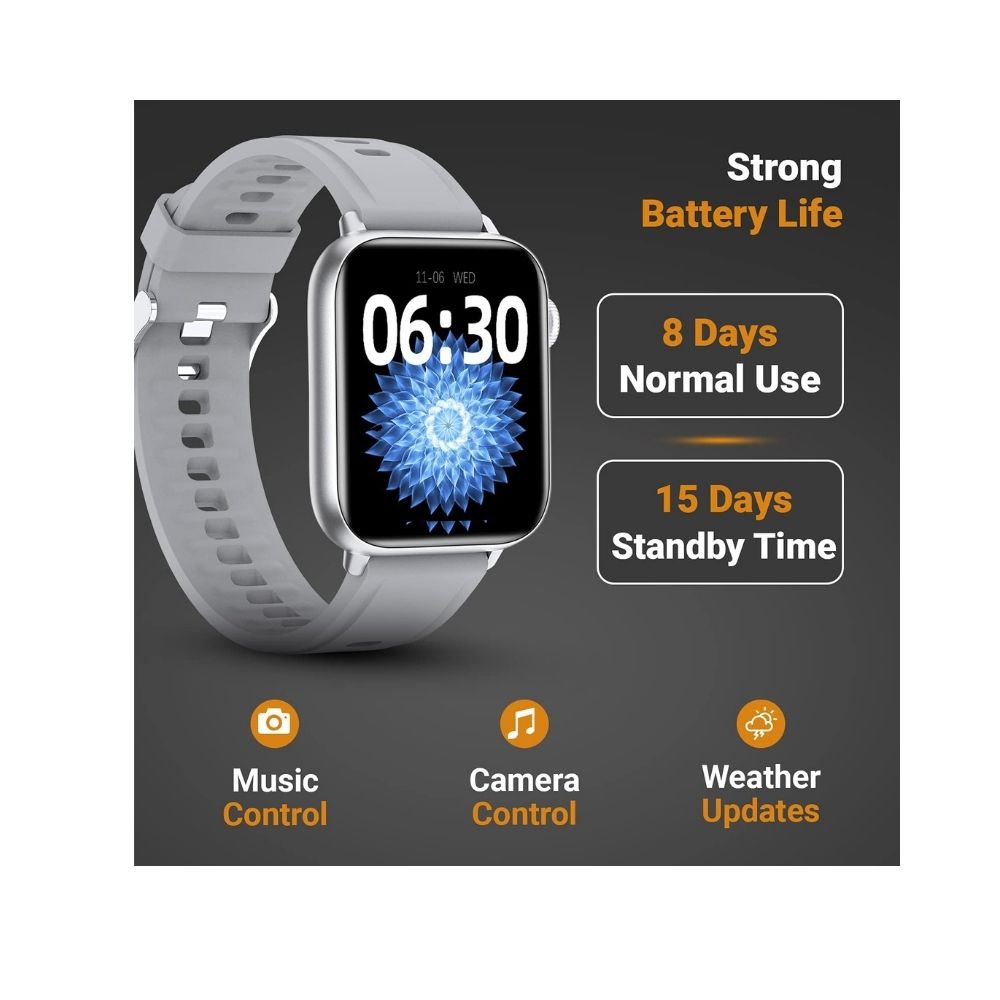 Strong
Battery Life
11-06 WED
06:30
8 Days
Normal Use
15 Days
Standby Time
Music
Control
Camera
Control
Weather
Updates